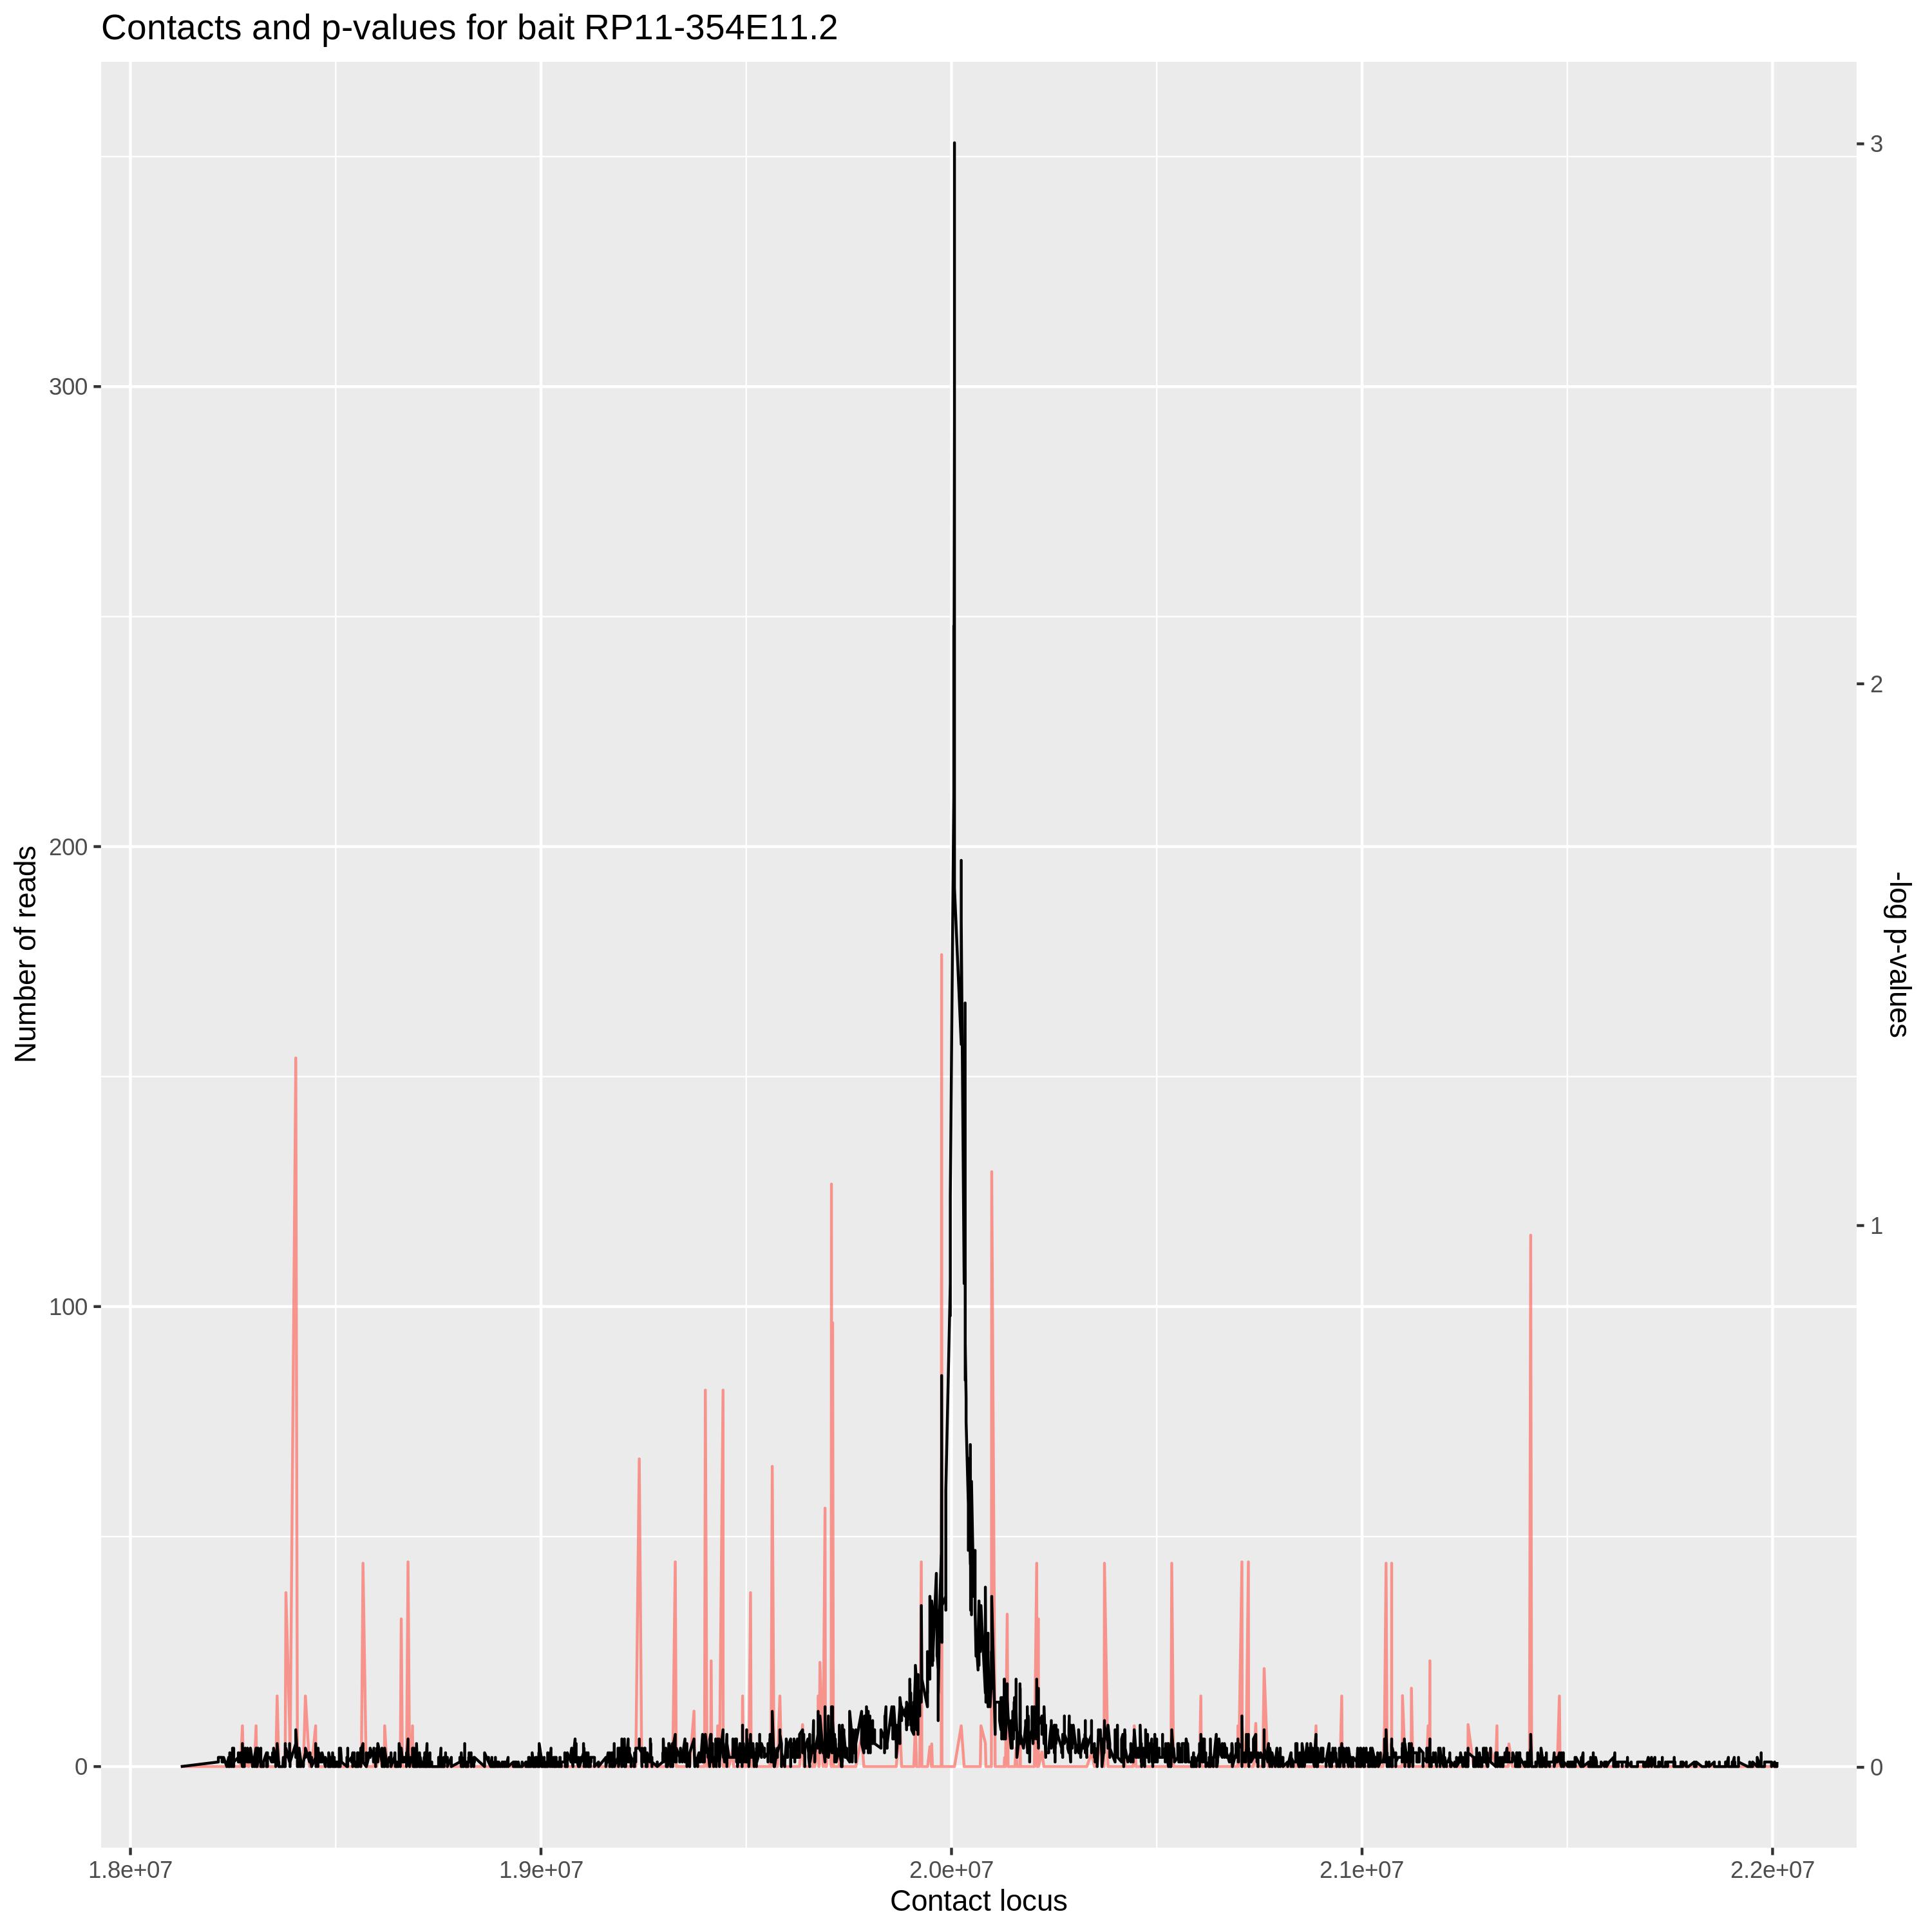 Contacts and p-values for bait RP11-354E11.2
Number of reads
300
200
100
0
3
2
1
0
-log p-values
1.8e+07
1.9e+07
2.0e+07
2.1e+07
2.2e+07
Contact locus